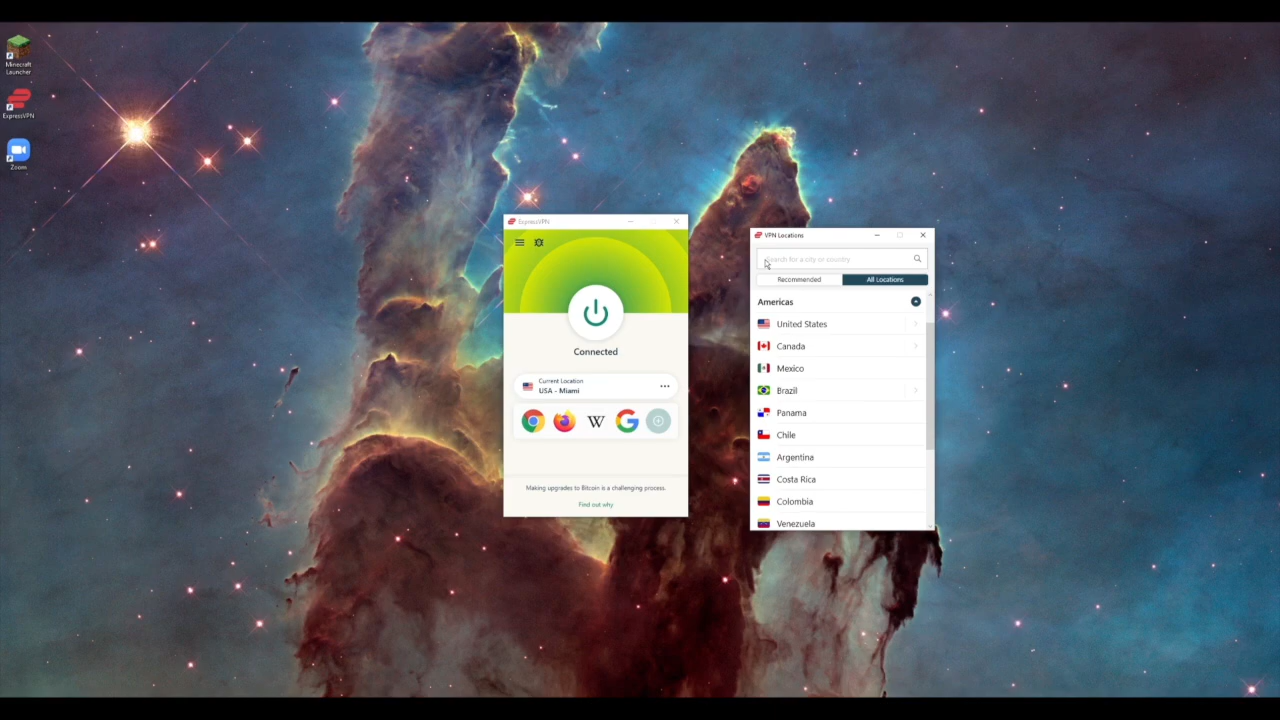 Minecraft
Launcher
ExpressVPN
Zoom
ExpressVPN
Connected
Current Location
USA - Miami
W
G
Making upgrades to Bitcoin is a challenging process.
Find out why
VPN Locations
Search for a city or country
Recommended
All Locations
Americas
United States
Canada
Mexico
Brazil
Panama
Chile
Argentina
Costa Rica
Colombia
Venezuela